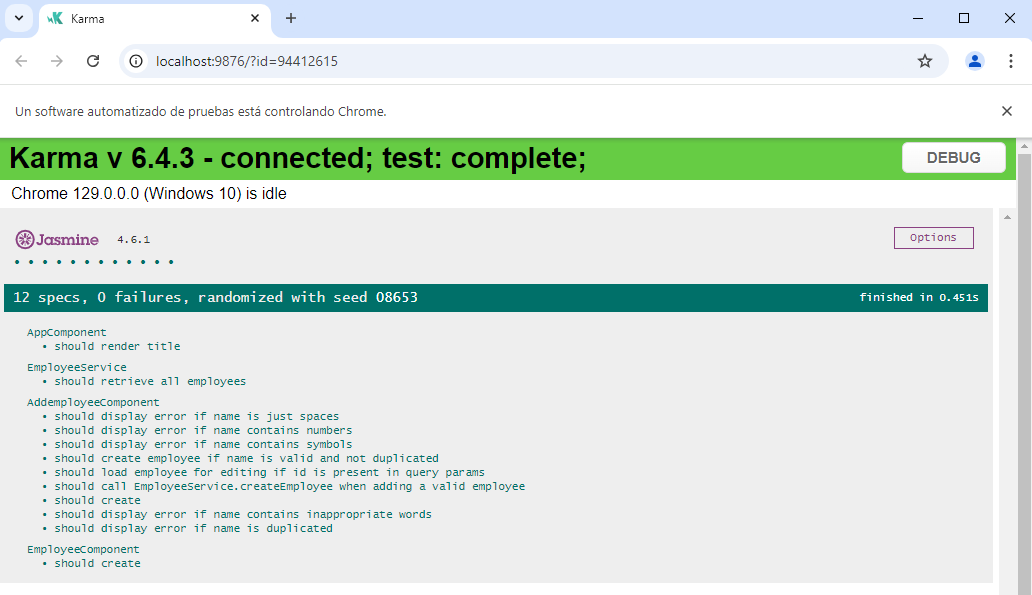 Karma
localhost:9876/?id=94412615
Un software automatizado de pruebas está controlando Chrome.
Karma v 6.4.3 - connected; test: complete;
DEBUG
Chrome 129.0.0.0 (Windows 10) is idle
Jasmine 4.6.1
Options
• • • • • • • • • • • •
12 specs, 0 failures, randomized with seed 08653
finished in 0.451s
AppComponent
• should render title
EmployeeService
• should retrieve all employees
AddemployeeComponent
• should display error if name is just spaces
• should display error if name contains numbers
• should display error if name contains symbols
• should create employee if name is valid and not duplicated
• should load employee for editing if id is present in query params
• should call EmployeeService.createEmployee when adding a valid employee
• should create
• should display error if name contains inappropriate words
• should display error if name is duplicated
EmployeeComponent
• should create